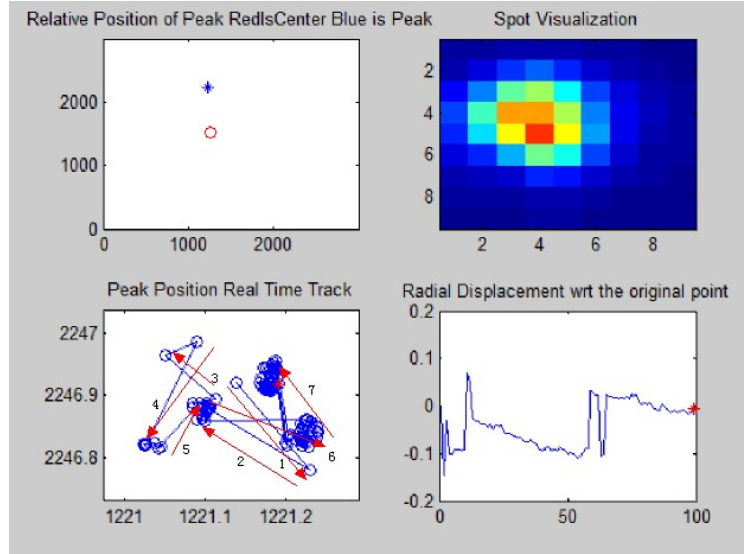 Relative Position of Peak RedIsCenter Blue is Peak
2000
1000
0
0 1000 2000
Spot Visualization
2
4
6
8
2 4 6 8
Peak Position Real Time Track
2247
2246.9
2246.8
1221 1221.1 1221.2
3
7
4
5
2
1
6
Radial Displacement wrt the original point
0.2
0.1
0
-0.1
-0.2
0 50 100